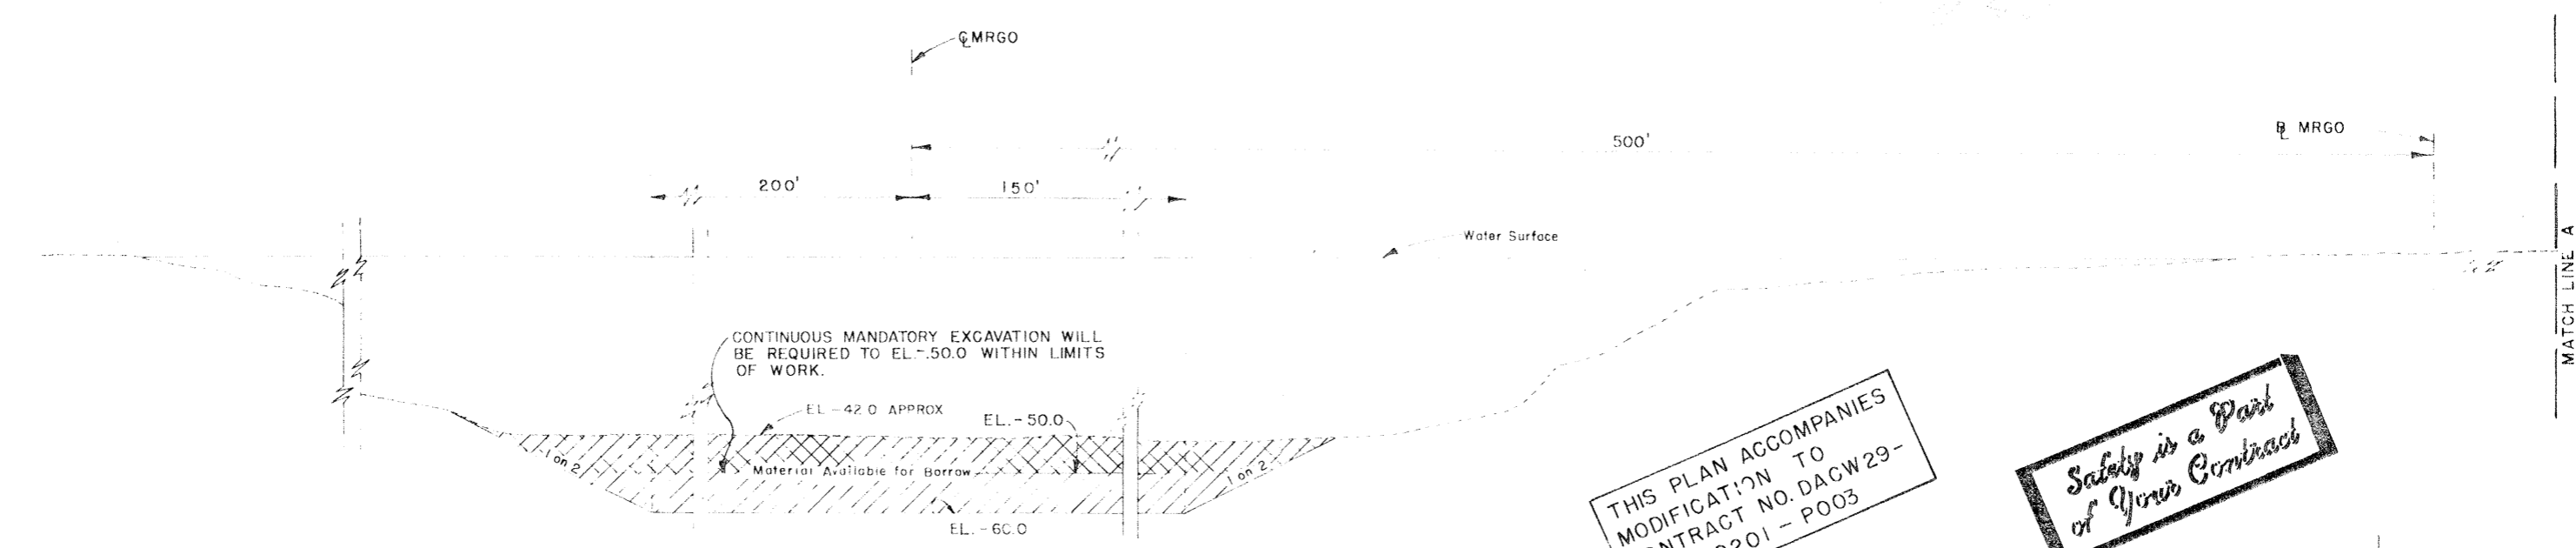 ℄ MRGO
500'
B/L MRGO
200'
150'
Water Surface
MATCH LINE A
CONTINUOUS MANDATORY EXCAVATION WILL
BE REQUIRED TO EL.-50.0 WITHIN LIMITS
OF WORK.
EL -42.0 APPROX
EL.-50.0
1 on 2
Material Available for Borrow
1 on 2
EL.-60.0
THIS PLAN ACCOMPANIES
MODIFICATION TO
CONTRACT NO. DACW29-
0201 - P003
Safety is a Part
of Your Contract